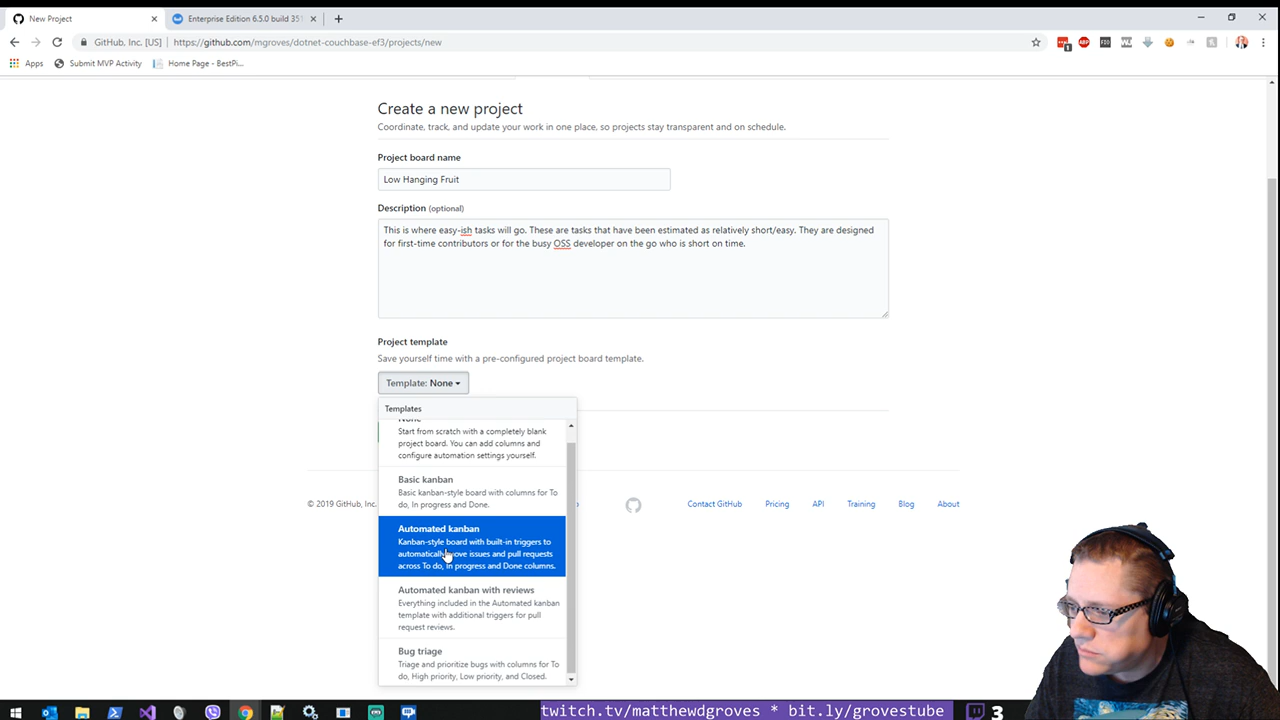 New Project
Enterprise Edition 6.5.0 build 351
GitHub, Inc. [US]
https://github.com/mgroves/dotnet-couchbase-ef3/projects/new
Apps
Submit MVP Activity
Home Page - BestPl...
Create a new project
Coordinate, track, and update your work in one place, so projects stay transparent and on schedule.
Project board name
Low Hanging Fruit
Description (optional)
This is where easy-ish tasks will go. These are tasks that have been estimated as relatively short/easy. They are designed
for first-time contributors or for the busy OSS developer on the go who is short on time.
Project template
Save yourself time with a pre-configured project board template.
Template: None
Templates
None
Start from scratch with a completely blank
project board. You can add columns and
configure automation settings yourself.
Basic kanban
Basic kanban-style board with columns for To
do, In progress and Done.
Automated kanban
Kanban-style board with built-in triggers to
automatically move issues and pull requests
across To do, In progress and Done columns.
Automated kanban with reviews
Everything included in the Automated kanban
template with additional triggers for pull
request reviews.
Bug triage
Triage and prioritize bugs with columns for To
do, High priority, Low priority, and Closed.
© 2019 GitHub, Inc.
Contact GitHub
Pricing
API
Training
Blog
About
twitch.tv/matthewdgroves * bit.ly/grovestube
3